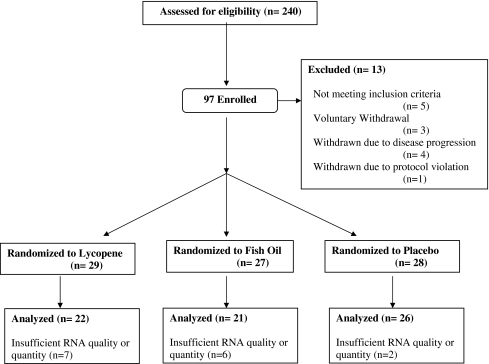 Assessed for eligibility (n= 240)
97 Enrolled
Excluded (n= 13)
Not meeting inclusion criteria
(n= 5)
Voluntary Withdrawal
(n= 3)
Withdrawn due to disease progression
(n= 4)
Withdrawn due to protocol violation
(n=1)
Randomized to Lycopene
(n= 29)
Randomized to Fish Oil
(n= 27)
Randomized to Placebo
(n= 28)
Analyzed (n= 22)
Insufficient RNA quality or
quantity (n=7)
Analyzed (n= 21)
Insufficient RNA quality or
quantity (n=6)
Analyzed (n= 26)
Insufficient RNA quality or
quantity (n=2)